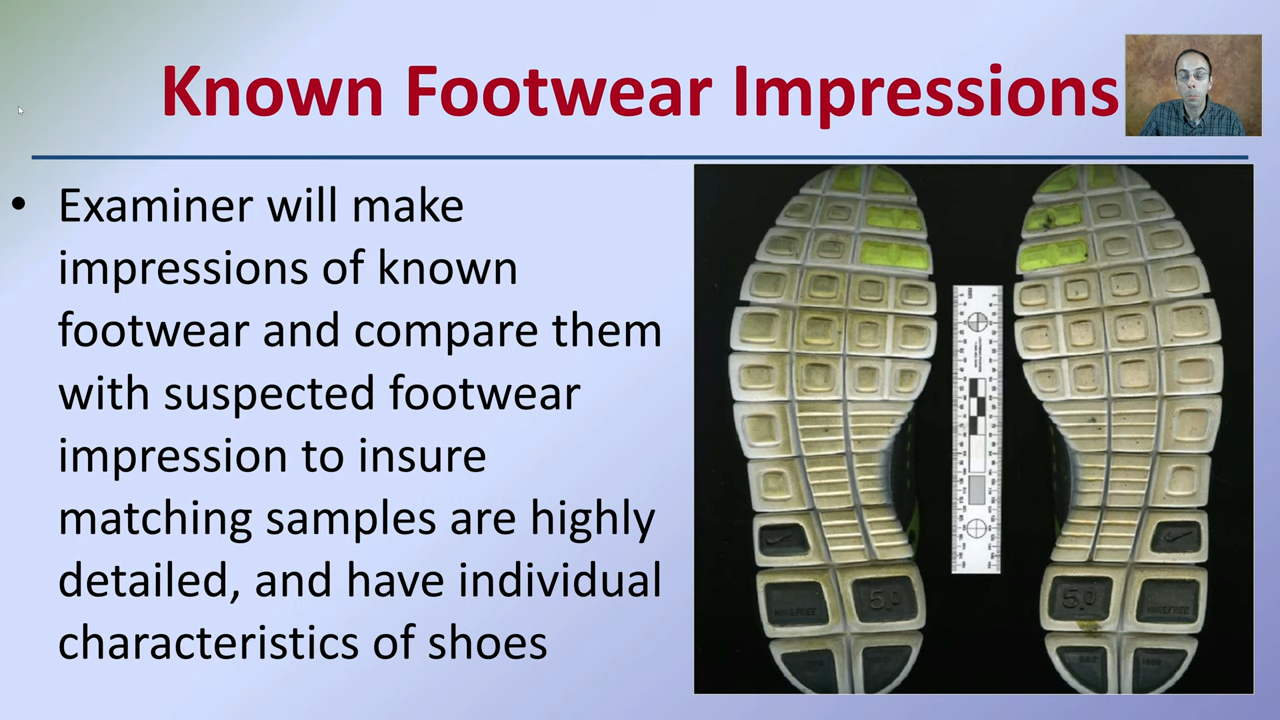 Known Footwear Impressions
• Examiner will make
impressions of known
footwear and compare them
with suspected footwear
impression to insure
matching samples are highly
detailed, and have individual
characteristics of shoes
5.0 5.0